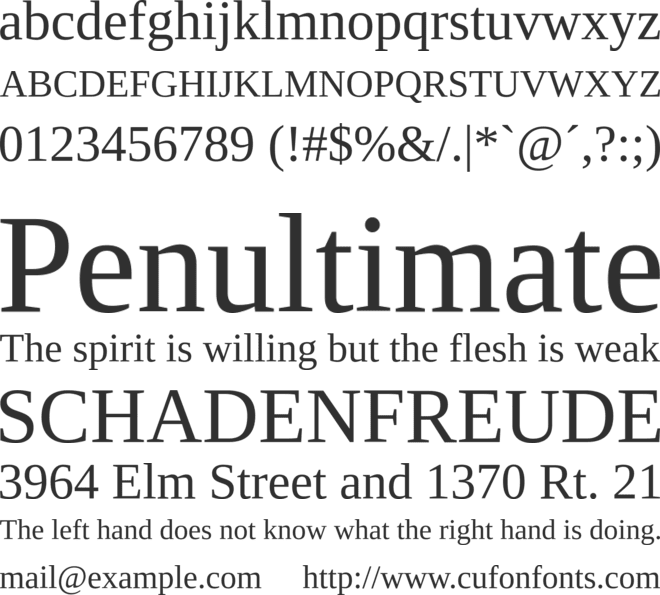 abcdefghijklmnopqrstuvwxyz
ABCDEFGHIJKLMNOPQRSTUVWXYZ
0123456789 (!#$%&/.|*`@´,?:;)
Penultimate
The spirit is willing but the flesh is weak
SCHADENFREUDE
3964 Elm Street and 1370 Rt. 21
The left hand does not know what the right hand is doing.
mail@example.com http://www.cufonfonts.com